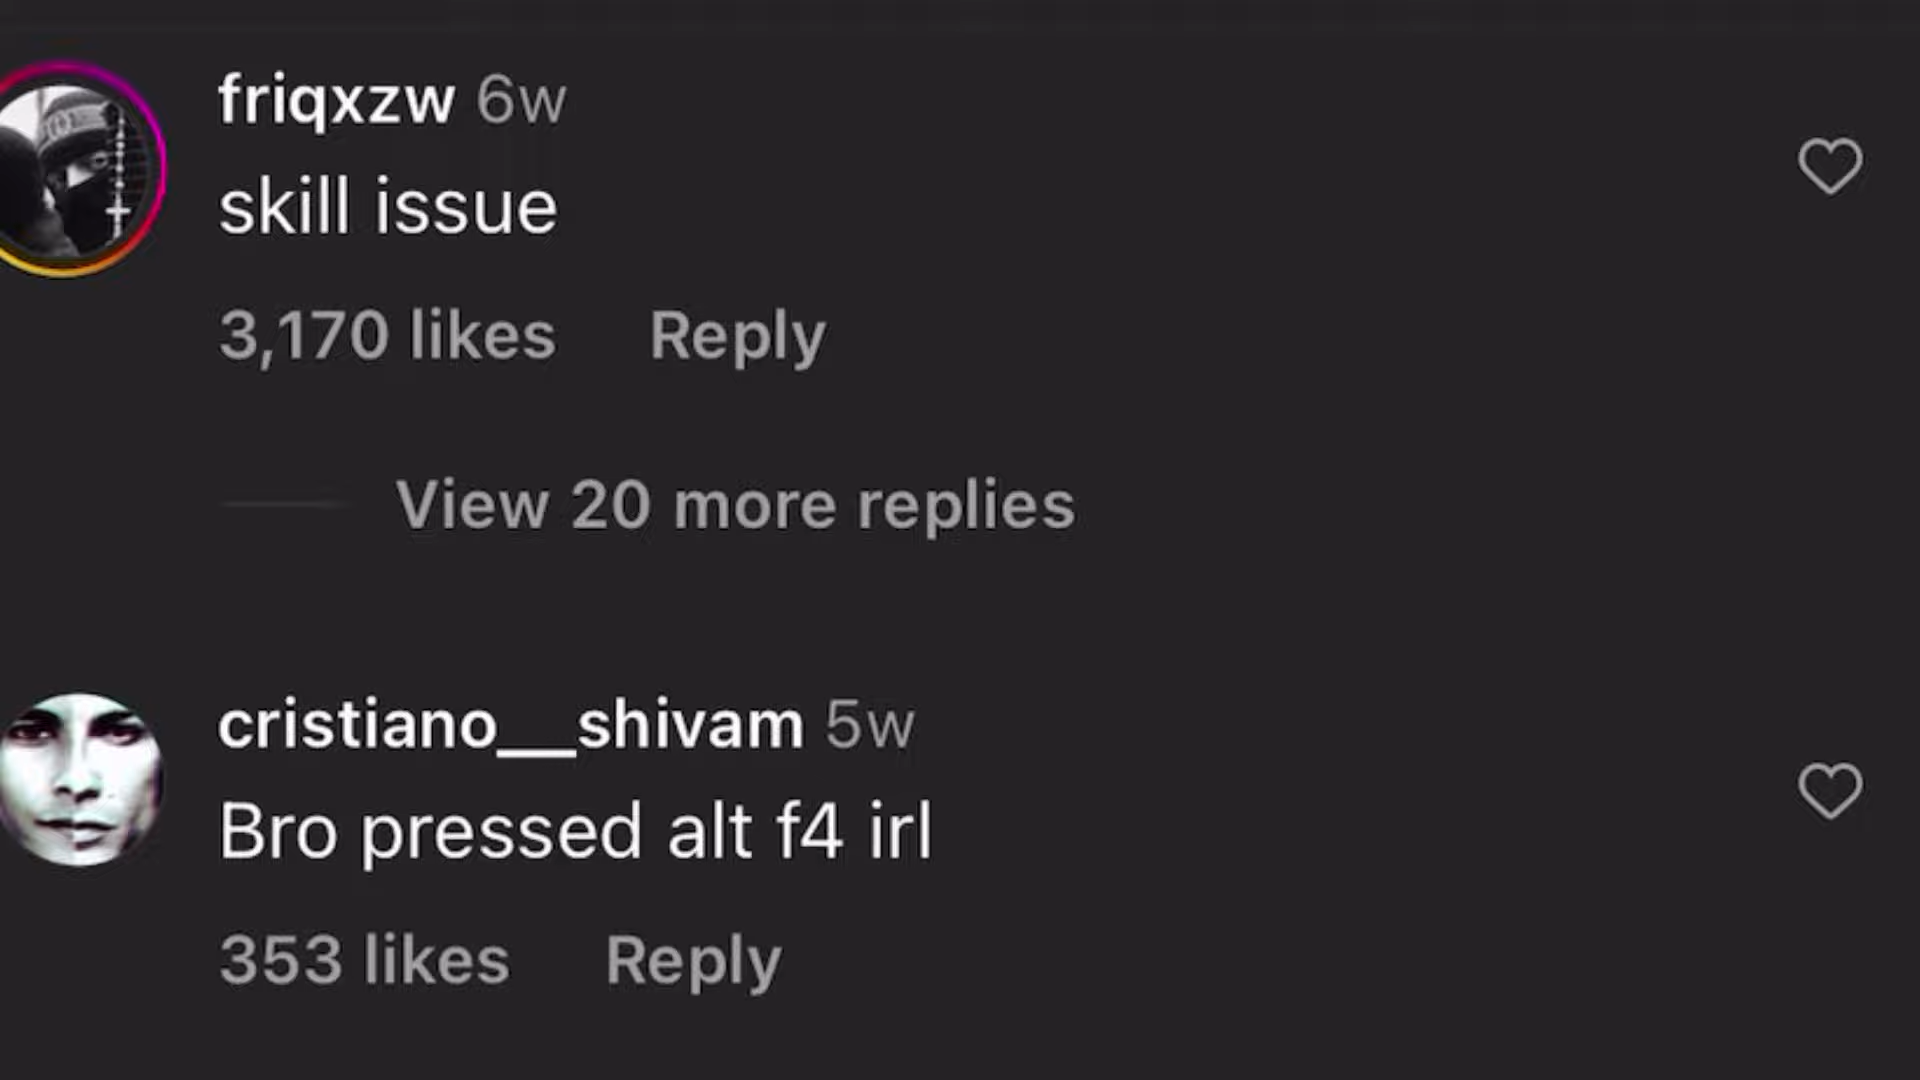 friqxzw 6w
skill issue
3,170 likes Reply
View 20 more replies
cristiano__shivam 5w
Bro pressed alt f4 irl
353 likes Reply